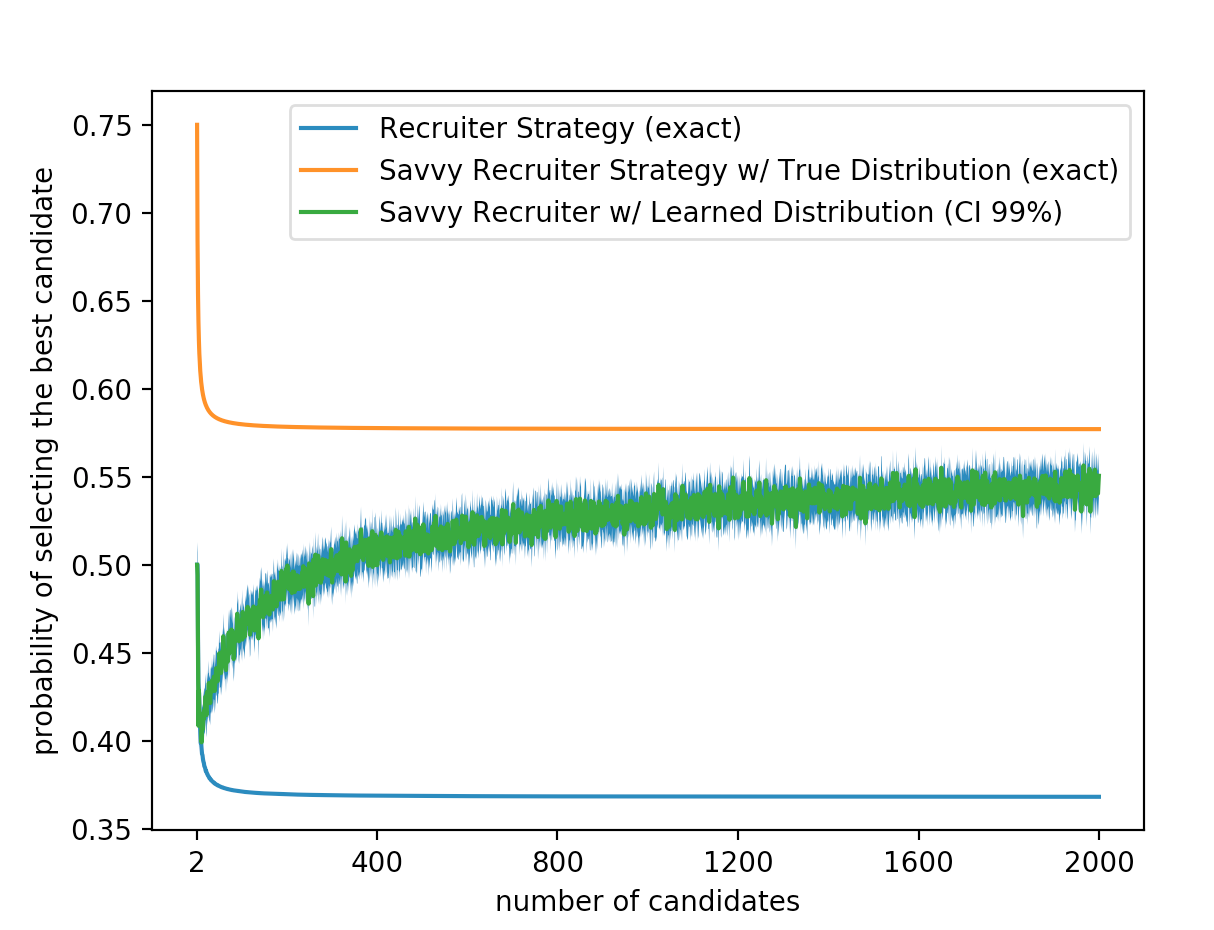 Recruiter Strategy (exact)
Savvy Recruiter Strategy w/ True Distribution (exact)
Savvy Recruiter w/ Learned Distribution (CI 99%)
probability of selecting the best candidate
0.75
0.70
0.65
0.60
0.55
0.50
0.45
0.40
0.35
2 400 800 1200 1600 2000
number of candidates